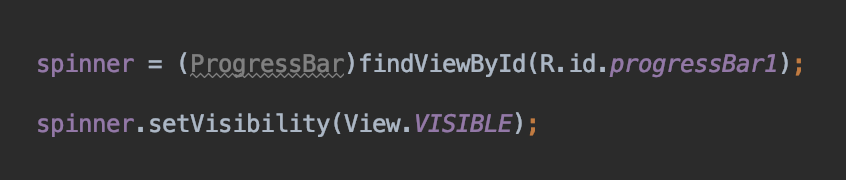 spinner = (ProgressBar)findViewById(R.id.progressBar1);
spinner.setVisibility(View.VISIBLE);